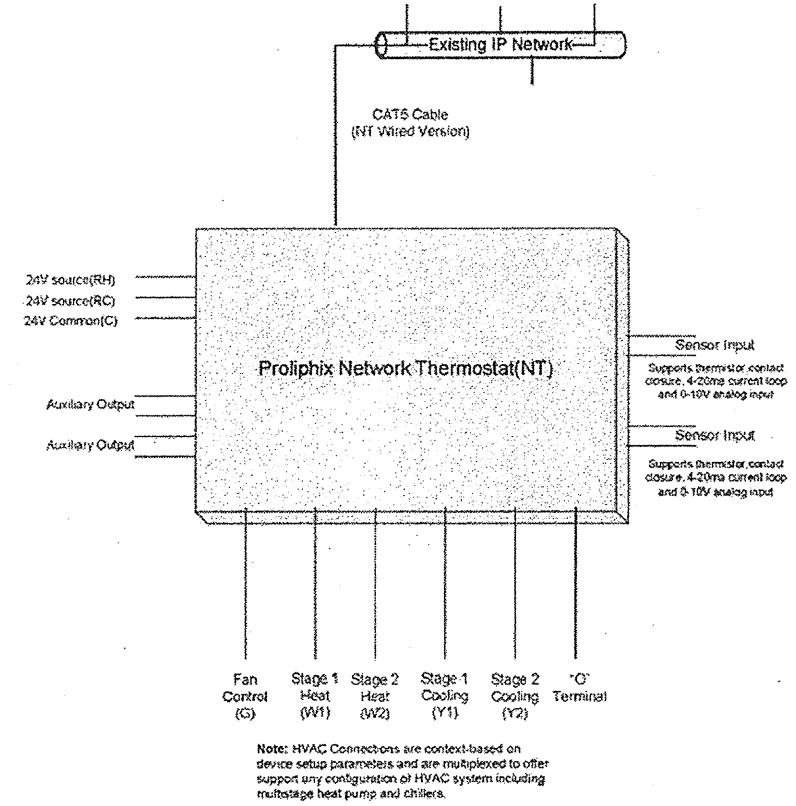 Existing IP Network
CAT5 Cable
(NT Wired Version)
24V source(RH)
24V source(RC)
24V Common(C)
Proliphix Network Thermostat(NT)
Sensor Input
Supports thermistor,contact
closure, 4-20ma current loop
and 0-10V analog input
Auxiliary Output
Auxiliary Output
Sensor Input
Supports thermistor,contact
closure, 4-20ma current loop
and 0-10V analog input
Fan
Control
(G)
Stage 1
Heat
(W1)
Stage 2
Heat
(W2)
Stage 1
Cooling
(Y1)
Stage 2
Cooling
(Y2)
"O"
Terminal
Note: HVAC Connections are context-based on
device setup parameters and are multiplexed to offer
support any configuration of HVAC system including
multistage heat pump and chillers.